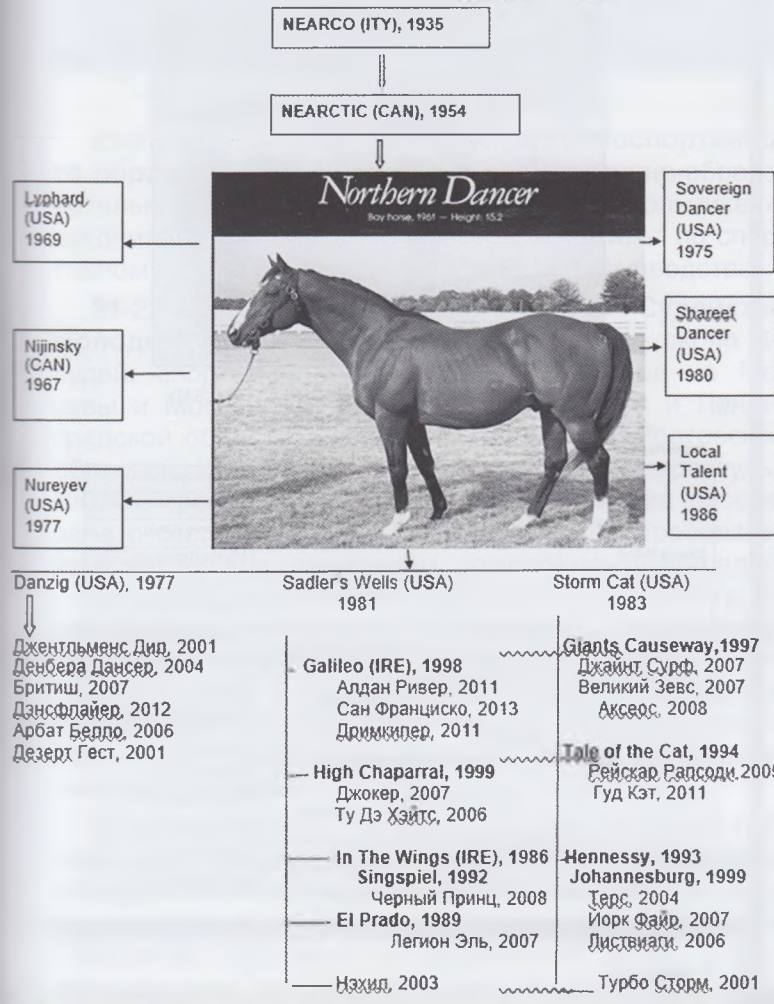 NEARCO (ITY), 1935
NEARCTIC (CAN), 1954
Northern Dancer
Bay horse, 1961 — Height: 15.2
Lyphard
(USA)
1969
Nijinsky
(CAN)
1967
Nureyev
(USA)
1977
Sovereign
Dancer
(USA)
1975
Shareef
Dancer
(USA)
1980
Local
Talent
(USA)
1986
Danzig (USA), 1977
Джентльменс Дил, 2001
Денбера Дансер, 2004
Бритиш, 2007
Дэнсфлайер, 2012
Арбат Белло, 2006
Дезерт Гест, 2001
Sadler's Wells (USA)
1981
Galileo (IRE), 1998
Алдан Ривер, 2011
Сан Франциско, 2013
Дримкипер, 2011
High Chaparral, 1999
Джокер, 2007
Ту Дэ Хэйтс, 2006
In The Wings (IRE), 1986
Singspiel, 1992
Черный Принц, 2008
El Prado, 1989
Легион Эль, 2007
Нэхил, 2003
Storm Cat (USA)
1983
Giants Causeway,1997
Джайнт Сурф, 2007
Великий Зевс, 2007
Аксеос, 2008
Tale of the Cat, 1994
Рейскар Рапсоди,2005
Гуд Кэт, 2011
Hennessy, 1993
Johannesburg, 1999
Терс, 2004
Йорк Файр, 2007
Листвиаги, 2006
Турбо Сторм, 2001